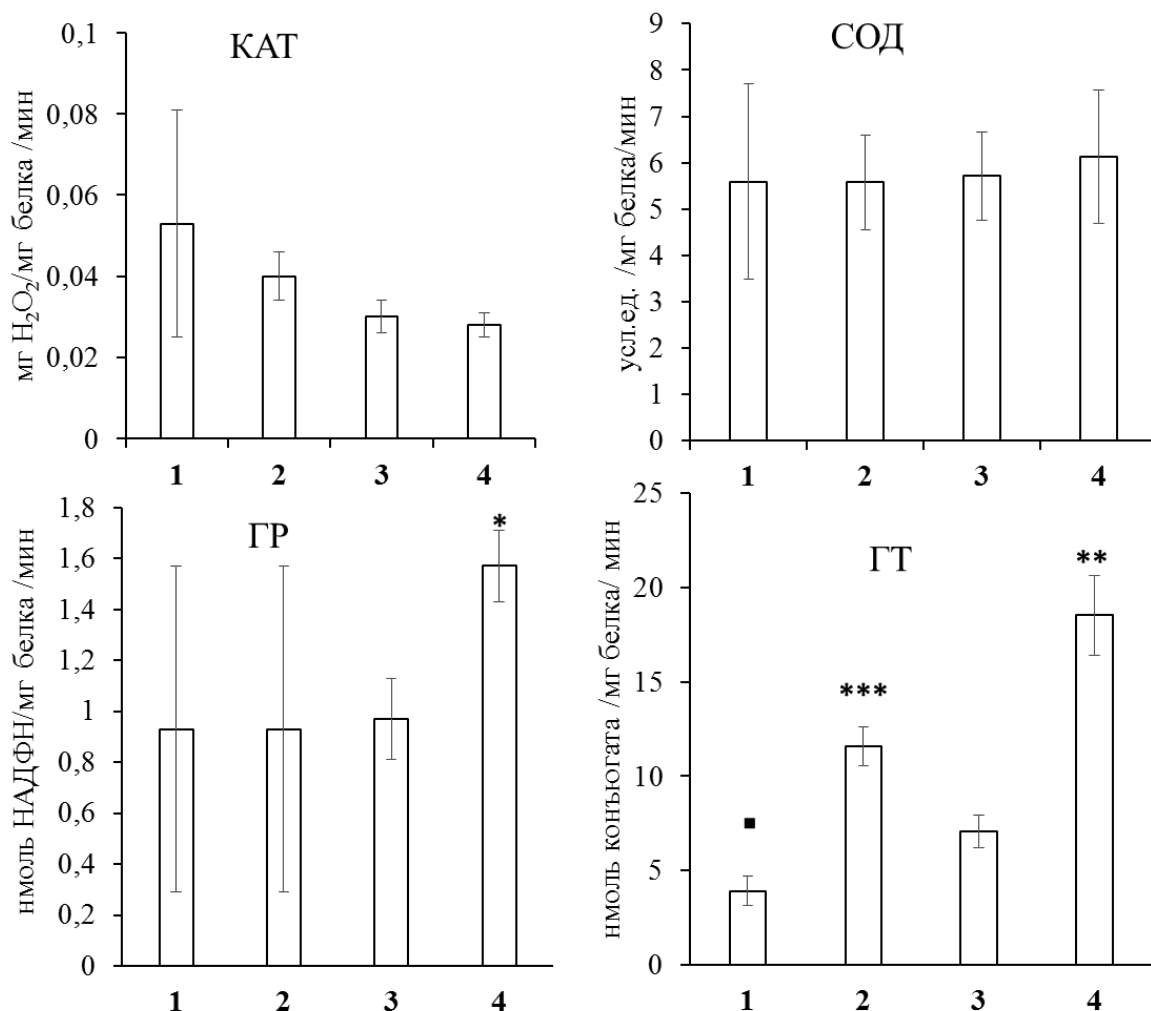 КАТ
мг H₂O₂/мг белка /мин
0,1
0,08
0,06
0,04
0,02
0
1 2 3 4
СОД
усл.ед. /мг белка/мин
9
8
7
6
5
4
3
2
1
0
1 2 3 4
ГР
нмоль НАДФН/мг белка /мин
1,8
1,6
1,4
1,2
1
0,8
0,6
0,4
0,2
0
*
1 2 3 4
ГТ
нмоль конъюгата /мг белка/ мин
25
20
15
10
5
0
**
***
1 2 3 4